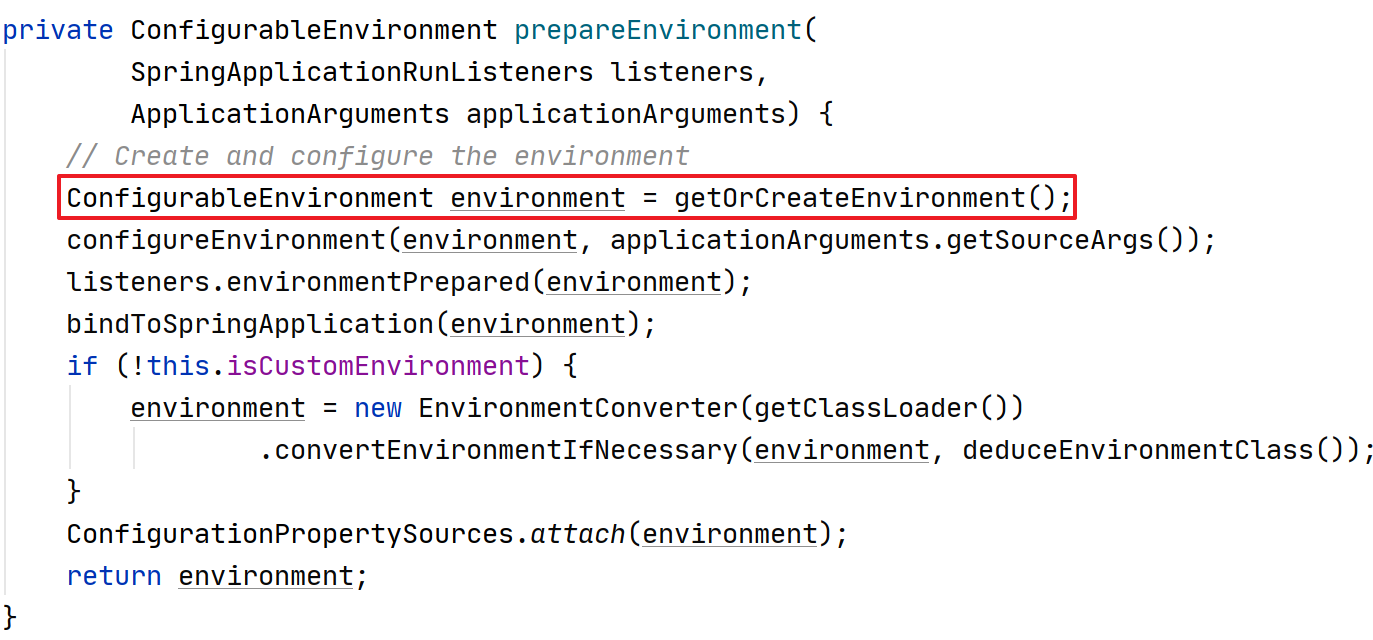 private ConfigurableEnvironment prepareEnvironment(
        SpringApplicationRunListeners listeners,
        ApplicationArguments applicationArguments) {
    // Create and configure the environment
    ConfigurableEnvironment environment = getOrCreateEnvironment();
    configureEnvironment(environment, applicationArguments.getSourceArgs());
    listeners.environmentPrepared(environment);
    bindToSpringApplication(environment);
    if (!this.isCustomEnvironment) {
        environment = new EnvironmentConverter(getClassLoader())
                .convertEnvironmentIfNecessary(environment, deduceEnvironmentClass());
    }
    ConfigurationPropertySources.attach(environment);
    return environment;
}